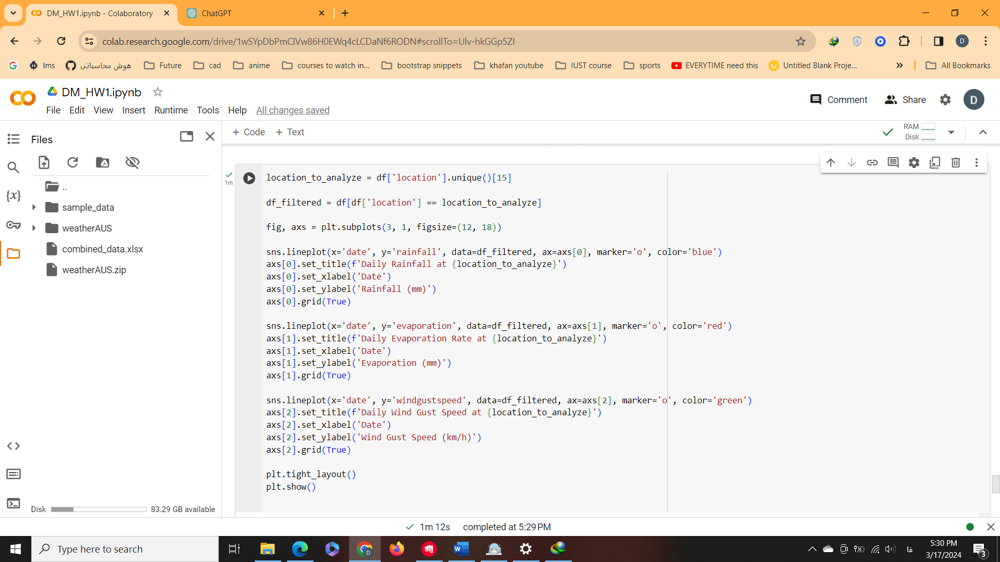 DM_HW1.ipynb - Colaboratory
ChatGPT
colab.research.google.com/drive/1wSYpDbPmClVw86H0EWq4cLCDaNf6RODN#scrollTo=Ulv-hkGGp5ZI
D
lms
هوش محاسباتی
Future
cad
anime
courses to watch in...
bootstrap snippets
khafan youtube
IUST course
sports
EVERYTIME need this
Untitled Blank Proje...
All Bookmarks
DM_HW1.ipynb
File Edit View Insert Runtime Tools Help All changes saved
Comment
Share
D
Files
+ Code + Text
RAM
Disk
..
sample_data
weatherAUS
combined_data.xlsx
weatherAUS.zip
{x}
Disk 83.29 GB available
1m
location_to_analyze = df['location'].unique()[15]
df_filtered = df[df['location'] == location_to_analyze]
fig, axs = plt.subplots(3, 1, figsize=(12, 18))
sns.lineplot(x='date', y='rainfall', data=df_filtered, ax=axs[0], marker='o', color='blue')
axs[0].set_title(f'Daily Rainfall at {location_to_analyze}')
axs[0].set_xlabel('Date')
axs[0].set_ylabel('Rainfall (mm)')
axs[0].grid(True)
sns.lineplot(x='date', y='evaporation', data=df_filtered, ax=axs[1], marker='o', color='red')
axs[1].set_title(f'Daily Evaporation Rate at {location_to_analyze}')
axs[1].set_xlabel('Date')
axs[1].set_ylabel('Evaporation (mm)')
axs[1].grid(True)
sns.lineplot(x='date', y='windgustspeed', data=df_filtered, ax=axs[2], marker='o', color='green')
axs[2].set_title(f'Daily Wind Gust Speed at {location_to_analyze}')
axs[2].set_xlabel('Date')
axs[2].set_ylabel('Wind Gust Speed (km/h)')
axs[2].grid(True)
plt.tight_layout()
plt.show()
1m 12s completed at 5:29 PM
Type here to search
فا
5:30 PM
3/17/2024
3